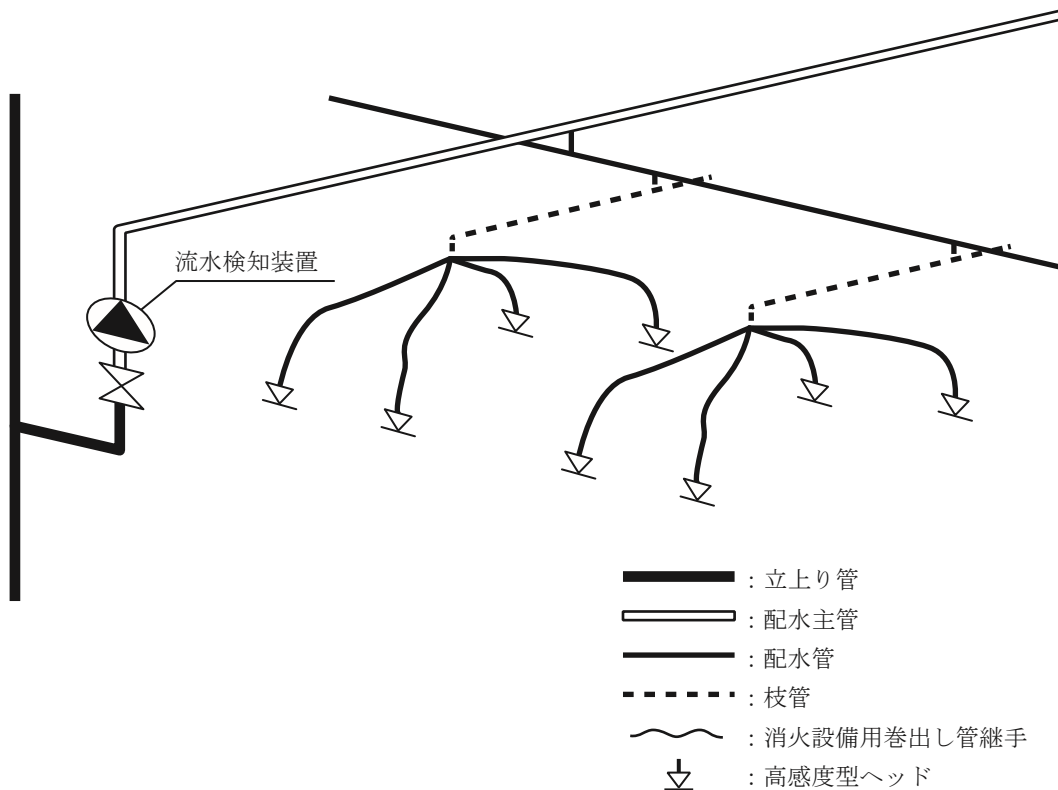 流水検知装置
：立上り管
：配水主管
：配水管
：枝管
：消火設備用巻出し管継手
：高感度型ヘッド